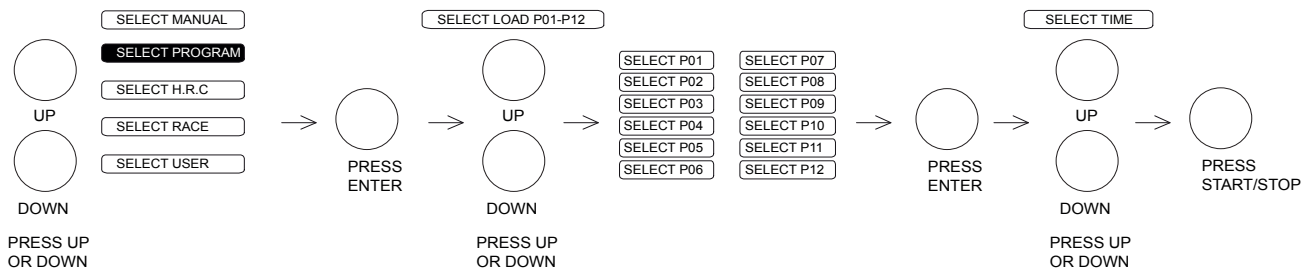 SELECT MANUAL
SELECT PROGRAM
SELECT H.R.C
SELECT RACE
SELECT USER
UP
DOWN
PRESS UP
OR DOWN
PRESS
ENTER
SELECT LOAD P01-P12
UP
DOWN
PRESS UP
OR DOWN
SELECT P01
SELECT P02
SELECT P03
SELECT P04
SELECT P05
SELECT P06
SELECT P07
SELECT P08
SELECT P09
SELECT P10
SELECT P11
SELECT P12
PRESS
ENTER
SELECT TIME
UP
DOWN
PRESS UP
OR DOWN
PRESS
START/STOP